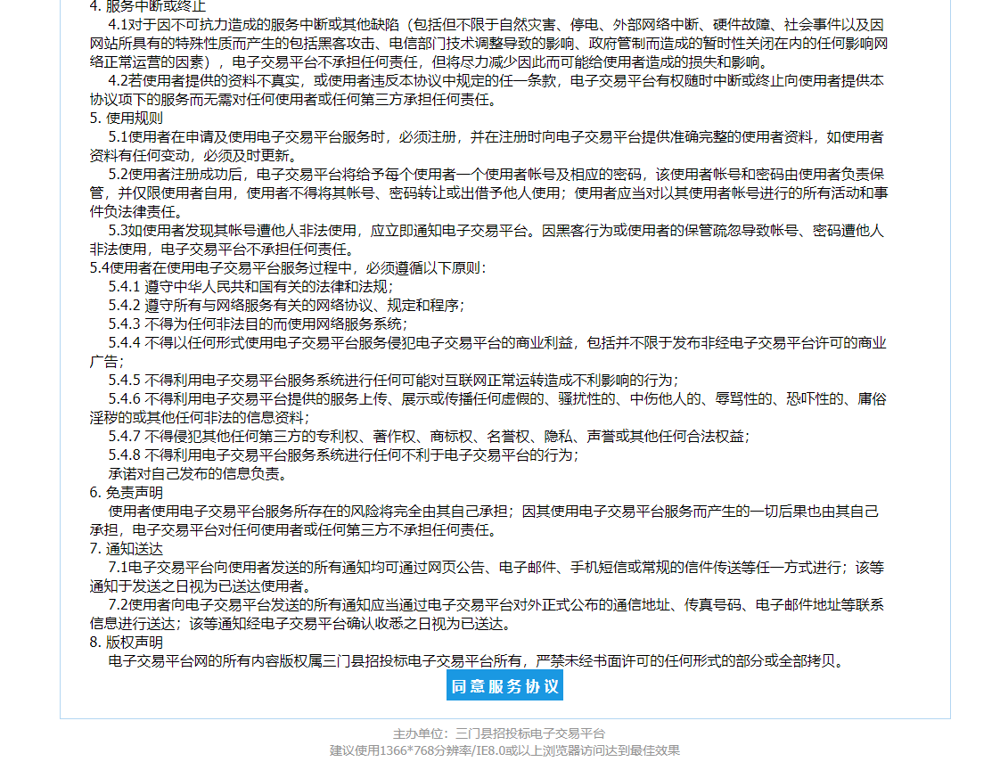 4. 服务中断或终止
4.1对于因不可抗力造成的服务中断或其他缺陷（包括但不限于自然灾害、停电、外部网络中断、硬件故障、社会事件以及因
网站所具有的特殊性质而产生的包括黑客攻击、电信部门技术调整导致的影响、政府管制而造成的暂时性关闭在内的任何影响网
络正常运营的因素），电子交易平台不承担任何责任，但将尽力减少因此而可能给使用者造成的损失和影响。
4.2若使用者提供的资料不真实，或使用者违反本协议中规定的任一条款，电子交易平台有权随时中断或终止向使用者提供本
协议项下的服务而无需对任何使用者或任何第三方承担任何责任。
5. 使用规则
5.1使用者在申请及使用电子交易平台服务时，必须注册，并在注册时向电子交易平台提供准确完整的使用者资料，如使用者
资料有任何变动，必须及时更新。
5.2使用者注册成功后，电子交易平台将给予每个使用者一个使用者帐号及相应的密码，该使用者帐号和密码由使用者负责保
管，并仅限使用者自用，使用者不得将其帐号、密码转让或出借予他人使用；使用者应当对以其使用者帐号进行的所有活动和事
件负法律责任。
5.3如使用者发现其帐号遭他人非法使用，应立即通知电子交易平台。因黑客行为或使用者的保管疏忽导致帐号、密码遭他人
非法使用，电子交易平台不承担任何责任。
5.4使用者在使用电子交易平台服务过程中，必须遵循以下原则：
5.4.1 遵守中华人民共和国有关的法律和法规；
5.4.2 遵守所有与网络服务有关的网络协议、规定和程序；
5.4.3 不得为任何非法目的而使用网络服务系统；
5.4.4 不得以任何形式使用电子交易平台服务侵犯电子交易平台的商业利益，包括并不限于发布非经电子交易平台许可的商业
广告；
5.4.5 不得利用电子交易平台服务系统进行任何可能对互联网正常运转造成不利影响的行为；
5.4.6 不得利用电子交易平台提供的服务上传、展示或传播任何虚假的、骚扰性的、中伤他人的、辱骂性的、恐吓性的、庸俗
淫秽的或其他任何非法的信息资料；
5.4.7 不得侵犯其他任何第三方的专利权、著作权、商标权、名誉权、隐私、声誉或其他任何合法权益；
5.4.8 不得利用电子交易平台服务系统进行任何不利于电子交易平台的行为；
承诺对自己发布的信息负责。
6. 免责声明
使用者使用电子交易平台服务所存在的风险将完全由其自己承担；因其使用电子交易平台服务而产生的一切后果也由其自己
承担，电子交易平台对任何使用者或任何第三方不承担任何责任。
7. 通知送达
7.1电子交易平台向使用者发送的所有通知均可通过网页公告、电子邮件、手机短信或常规的信件传送等任一方式进行；该等
通知于发送之日视为已送达使用者。
7.2使用者向电子交易平台发送的所有通知应当通过电子交易平台对外正式公布的通信地址、传真号码、电子邮件地址等联系
信息进行送达；该等通知经电子交易平台确认收悉之日视为已送达。
8. 版权声明
电子交易平台网的所有内容版权属三门县招投标电子交易平台所有，严禁未经书面许可的任何形式的部分或全部拷贝。
同意服务协议
主办单位：三门县招投标电子交易平台
建议使用1366*768分辨率/IE8.0或以上浏览器访问达到最佳效果